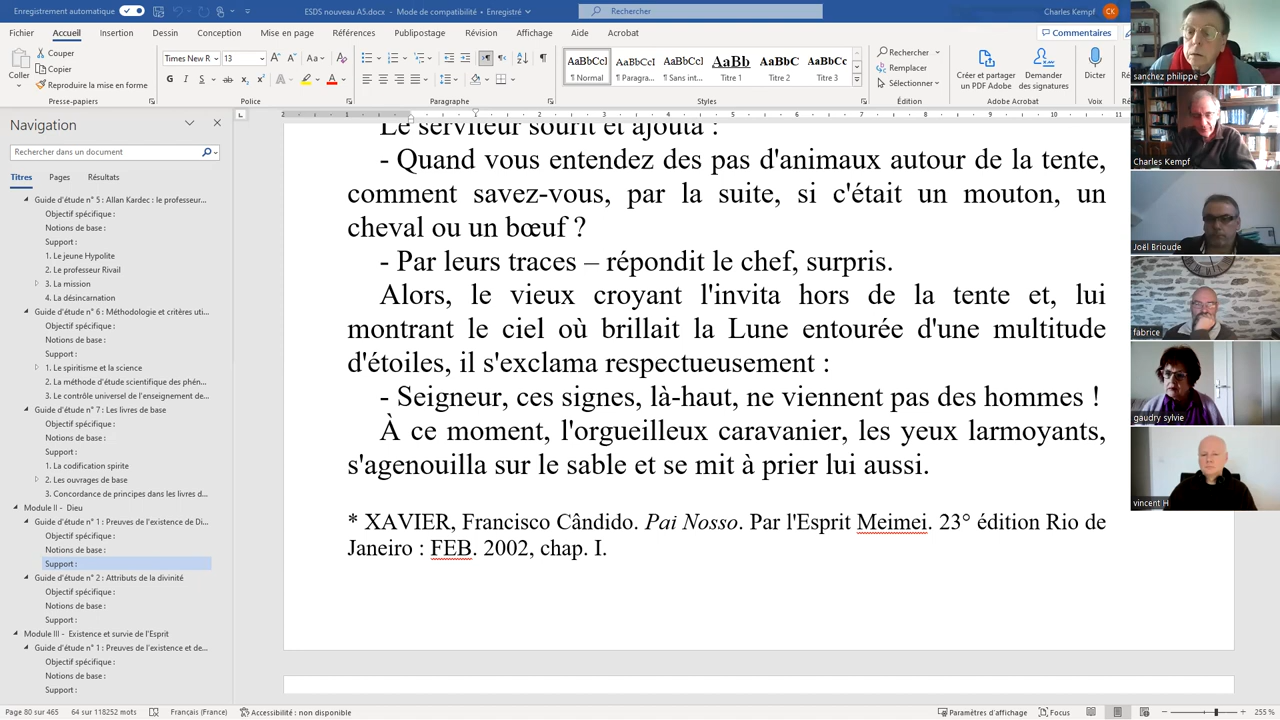 Enregistrement automatique
ESDS nouveau A5.docx - Mode de compatibilité • Enregistré
Rechercher
Charles Kempf
CK
Fichier Accueil Insertion Dessin Conception Mise en page Références Publipostage Révision Affichage Aide Acrobat
Commentaires
Coller
Couper
Copier
Reproduire la mise en forme
Presse-papiers
Times New R 13
Police
Paragraphe
AaBbCcI AaBbCcI AaBbCcI AaBb AaBbC AaBbCc
¶ Normal ¶ Paragra... ¶ Sans int... Titre 1 Titre 2 Titre 3
Styles
Rechercher
Remplacer
Sélectionner
Édition
Créer et partager un PDF Adobe
Demander des signatures
Adobe Acrobat
Dicter
Voix
Navigation
Rechercher dans un document
Titres Pages Résultats
Guide d'étude n° 5 : Allan Kardec : le professeur...
Objectif spécifique :
Notions de base :
Support :
1. Le jeune Hypolite
2. Le professeur Rivail
3. La mission
4. La désincarnation
Guide d'étude n° 6 : Méthodologie et critères uti...
Objectif spécifique :
Notions de base :
Support :
1. Le spiritisme et la science
2. La méthode d'étude scientifique des phén...
3. Le contrôle universel de l'enseignement de...
Guide d'étude n° 7 : Les livres de base
Objectif spécifique :
Notions de base :
Support :
1. La codification spirite
2. Les ouvrages de base
3. Concordance de principes dans les livres d...
Module II - Dieu
Guide d'étude n° 1 : Preuves de l'existence de Di...
Objectif spécifique :
Notions de base :
Support :
Guide d'étude n° 2 : Attributs de la divinité
Objectif spécifique :
Notions de base :
Support :
Module III - Existence et survie de l'Esprit
Guide d'étude n° 1 : Preuves de l'existence et de...
Objectif spécifique :
Notions de base :
Support :
Le serviteur sourit et ajouta :
- Quand vous entendez des pas d'animaux autour de la tente,
comment savez-vous, par la suite, si c'était un mouton, un
cheval ou un bœuf ?
- Par leurs traces – répondit le chef, surpris.
Alors, le vieux croyant l'invita hors de la tente et, lui
montrant le ciel où brillait la Lune entourée d'une multitude
d'étoiles, il s'exclama respectueusement :
- Seigneur, ces signes, là-haut, ne viennent pas des hommes !
À ce moment, l'orgueilleux caravanier, les yeux larmoyants,
s'agenouilla sur le sable et se mit à prier lui aussi.
* XAVIER, Francisco Cândido. Pai Nosso. Par l'Esprit Meimei. 23° édition Rio de
Janeiro : FEB. 2002, chap. I.
sanchez philippe
Charles Kempf
Joël Brioude
fabrice
gaudry sylvie
vincent H
Page 80 sur 465 64 sur 118252 mots Français (France) Accessibilité : non disponible
Paramètres d'affichage Focus 255 %